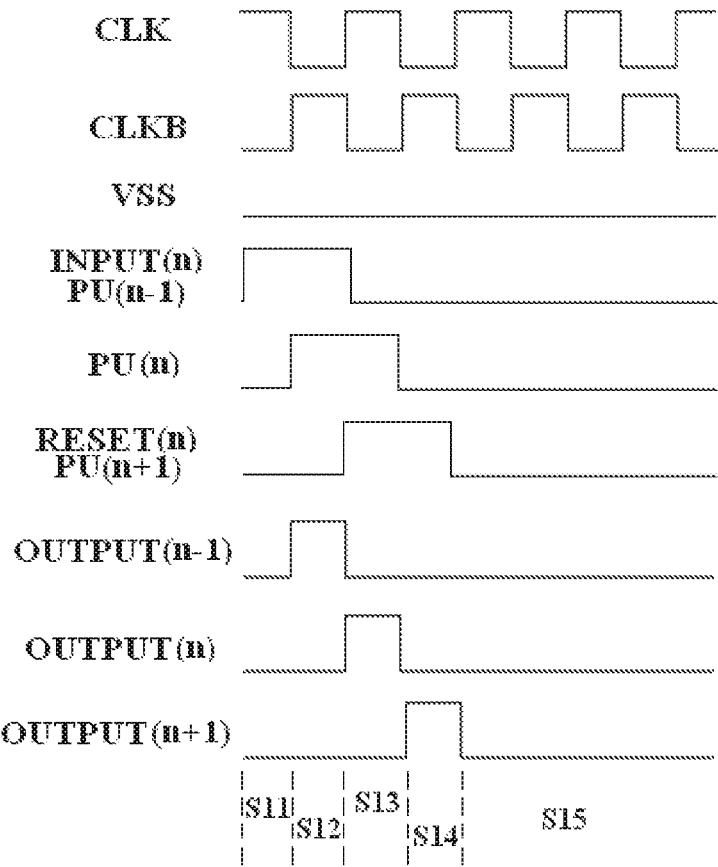 CLK
CLKB
VSS
INPUT(n)
PU(n-1)
PU(n)
RESET(n)
PU(n+1)
OUTPUT(n-1)
OUTPUT(n)
OUTPUT(n+1)
S11 S12 S13 S14 S15